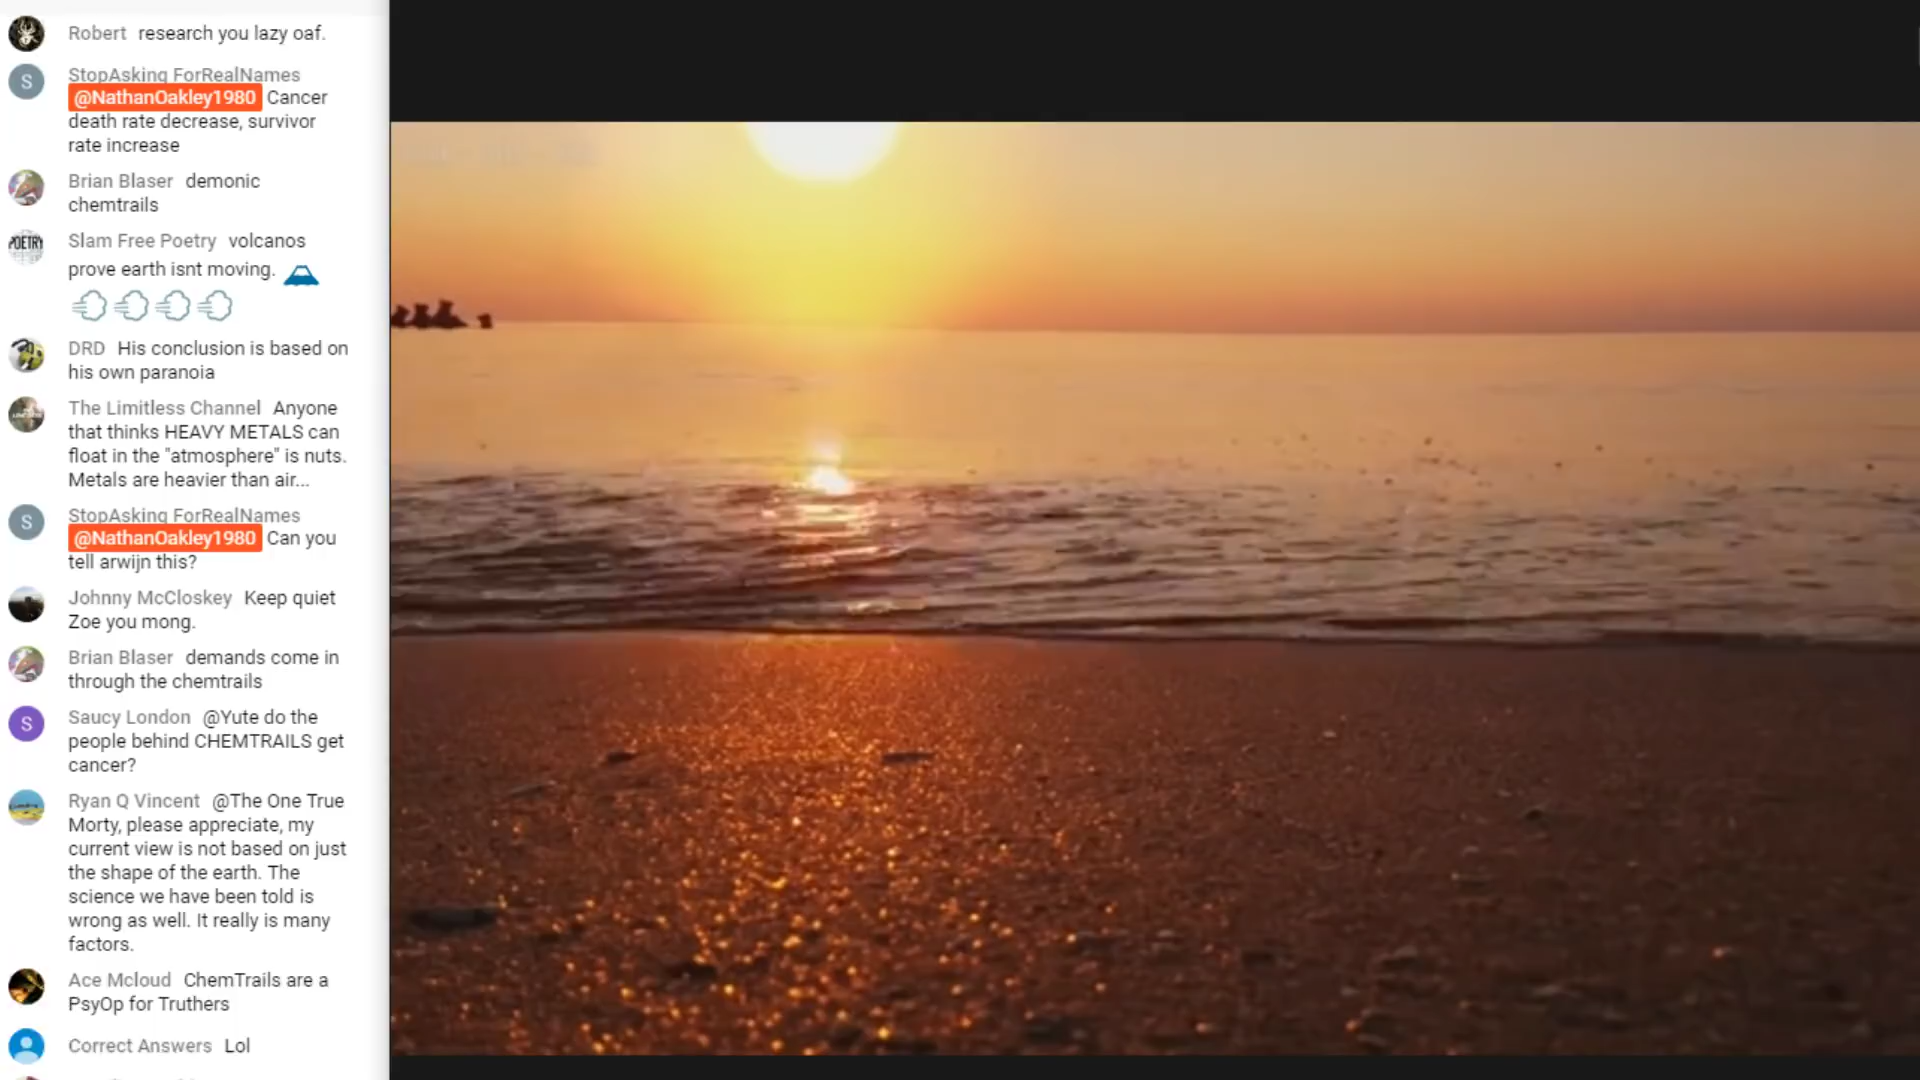 Robert research you lazy oaf.
StopAsking ForRealNames
@NathanOakley1980 Cancer
death rate decrease, survivor
rate increase
Brian Blaser demonic
chemtrails
Slam Free Poetry volcanos
prove earth isnt moving.
DRD His conclusion is based on
his own paranoia
The Limitless Channel Anyone
that thinks HEAVY METALS can
float in the "atmosphere" is nuts.
Metals are heavier than air...
StopAsking ForRealNames
@NathanOakley1980 Can you
tell arwijn this?
Johnny McCloskey Keep quiet
Zoe you mong.
Brian Blaser demands come in
through the chemtrails
Saucy London @Yute do the
people behind CHEMTRAILS get
cancer?
Ryan Q Vincent @The One True
Morty, please appreciate, my
current view is not based on just
the shape of the earth. The
science we have been told is
wrong as well. It really is many
factors.
Ace Mcloud ChemTrails are a
PsyOp for Truthers
Correct Answers Lol
S
S
S
POETRY